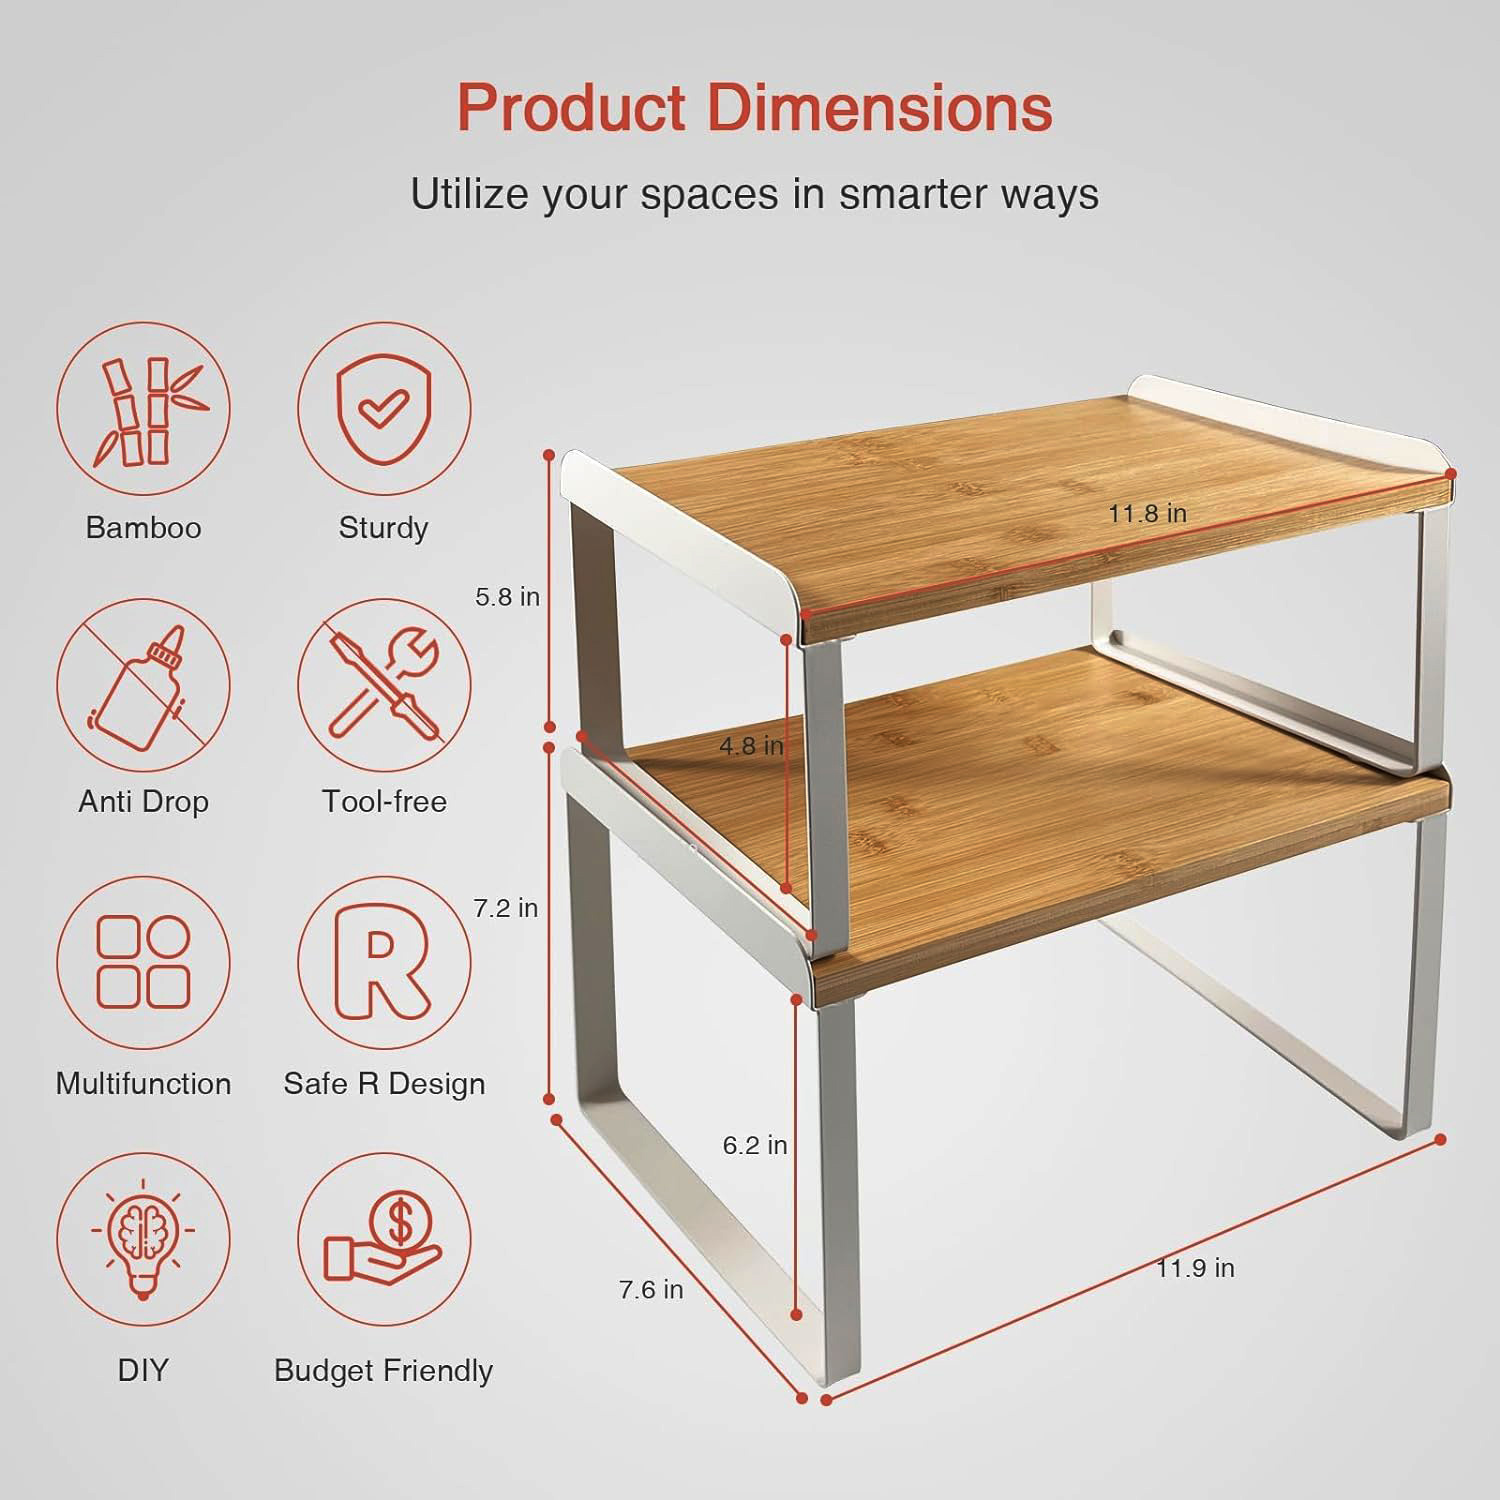 Product Dimensions
Utilize your spaces in smarter ways
Bamboo
Sturdy
Anti Drop
Tool-free
Multifunction
R
Safe R Design
DIY
$
Budget Friendly
11.8 in
5.8 in
4.8 in
7.2 in
6.2 in
7.6 in
11.9 in